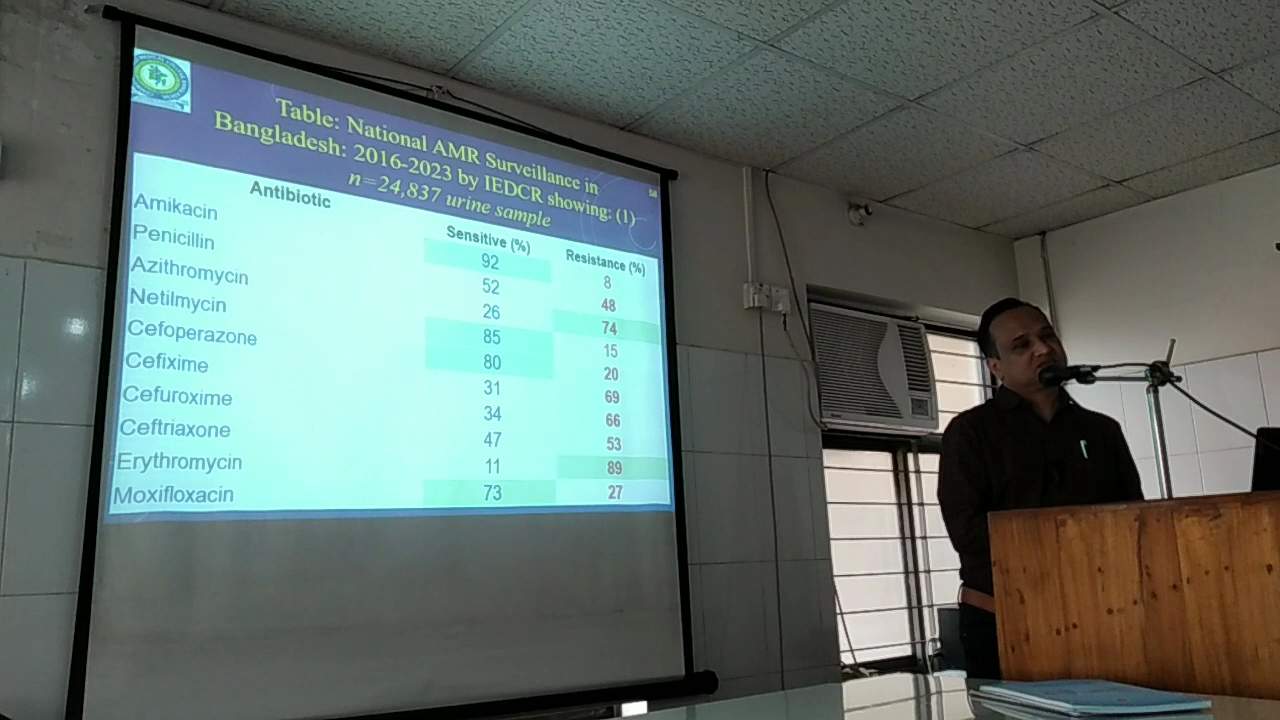 Table: National AMR Surveillance in
Bangladesh: 2016-2023 by IEDCR showing: (1)
n=24,837 urine sample
Antibiotic Sensitive (%) Resistance (%)
Amikacin 92 8
Penicillin 52 48
Azithromycin 26 74
Netilmycin 85 15
Cefoperazone 80 20
Cefixime 31 69
Cefuroxime 34 66
Ceftriaxone 47 53
Erythromycin 11 89
Moxifloxacin 73 27